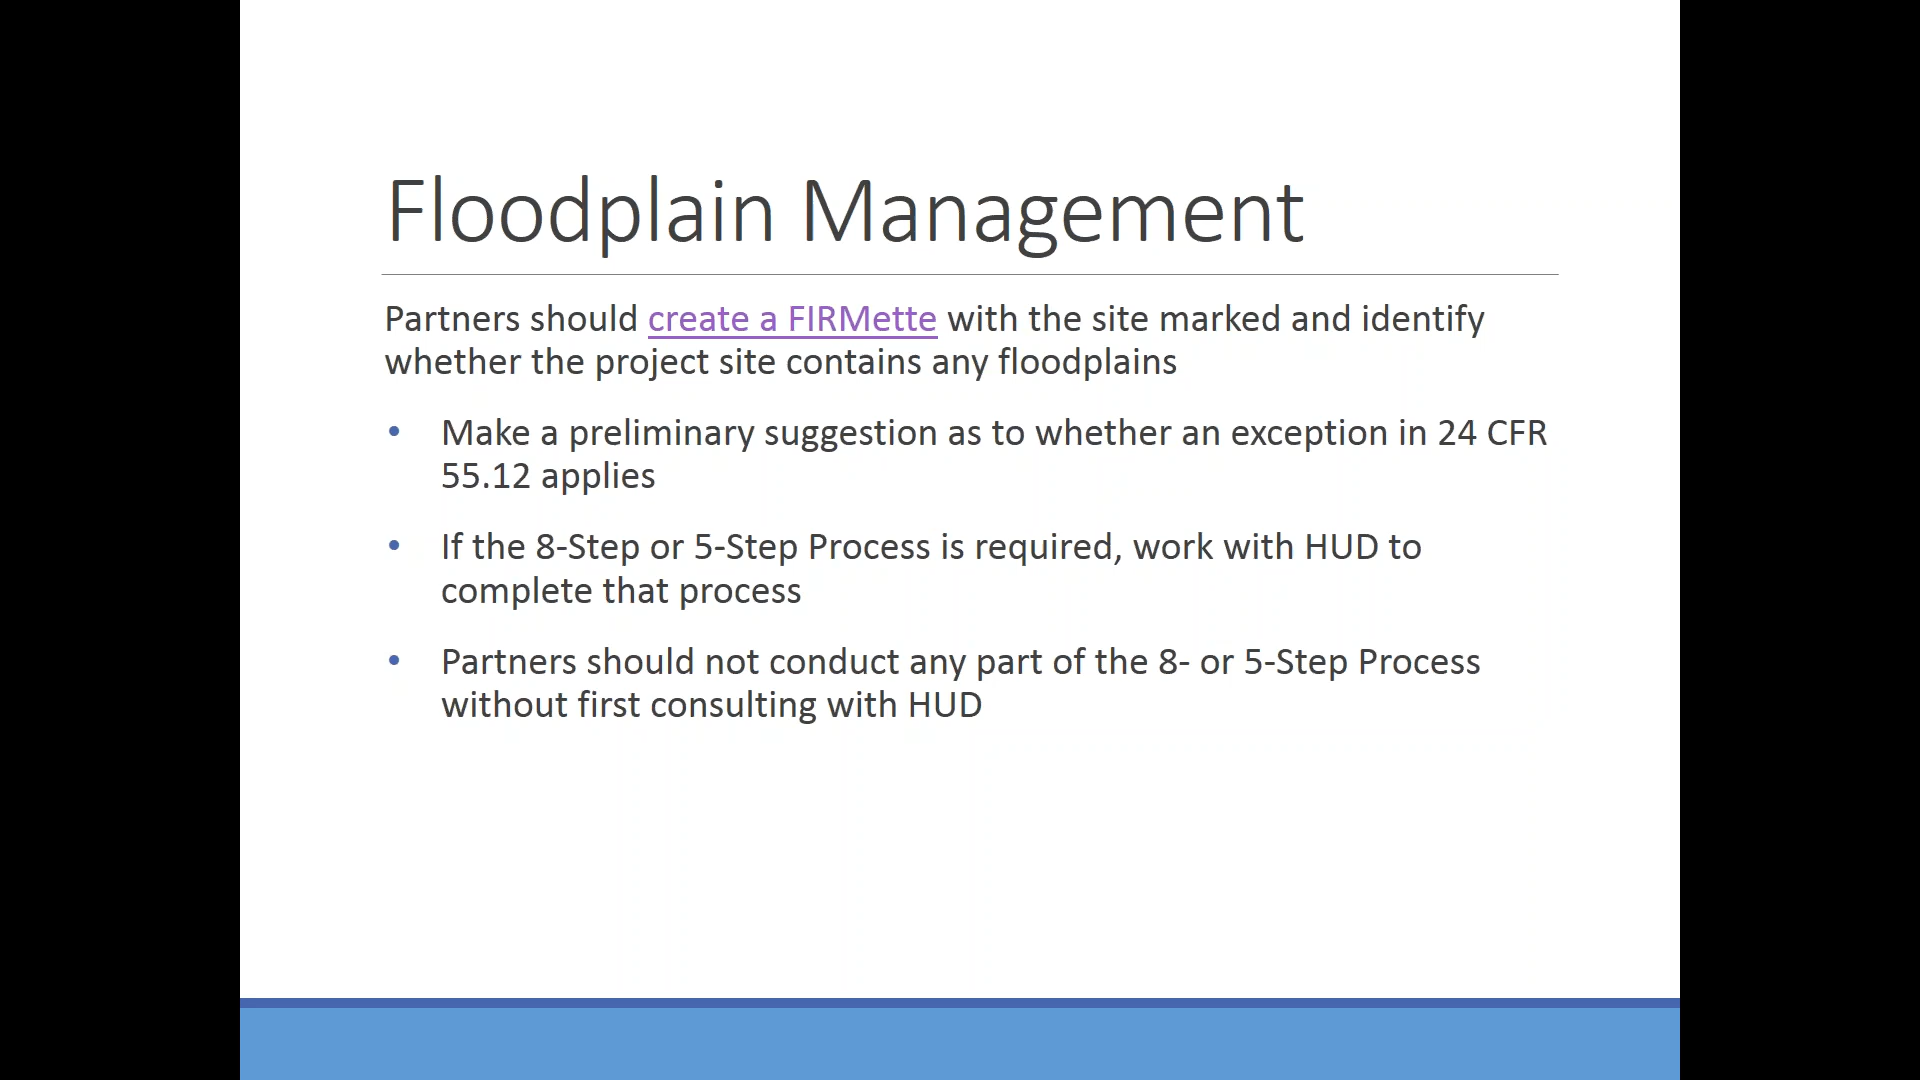 Floodplain Management
Partners should create a FIRMette with the site marked and identify
whether the project site contains any floodplains
• Make a preliminary suggestion as to whether an exception in 24 CFR
55.12 applies
• If the 8-Step or 5-Step Process is required, work with HUD to
complete that process
• Partners should not conduct any part of the 8- or 5-Step Process
without first consulting with HUD